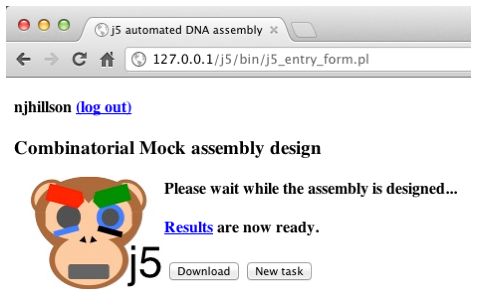 j5 automated DNA assembly
127.0.0.1/j5/bin/j5_entry_form.pl
njhillson (log out)
Combinatorial Mock assembly design
Please wait while the assembly is designed...
Results are now ready.
j5
Download New task